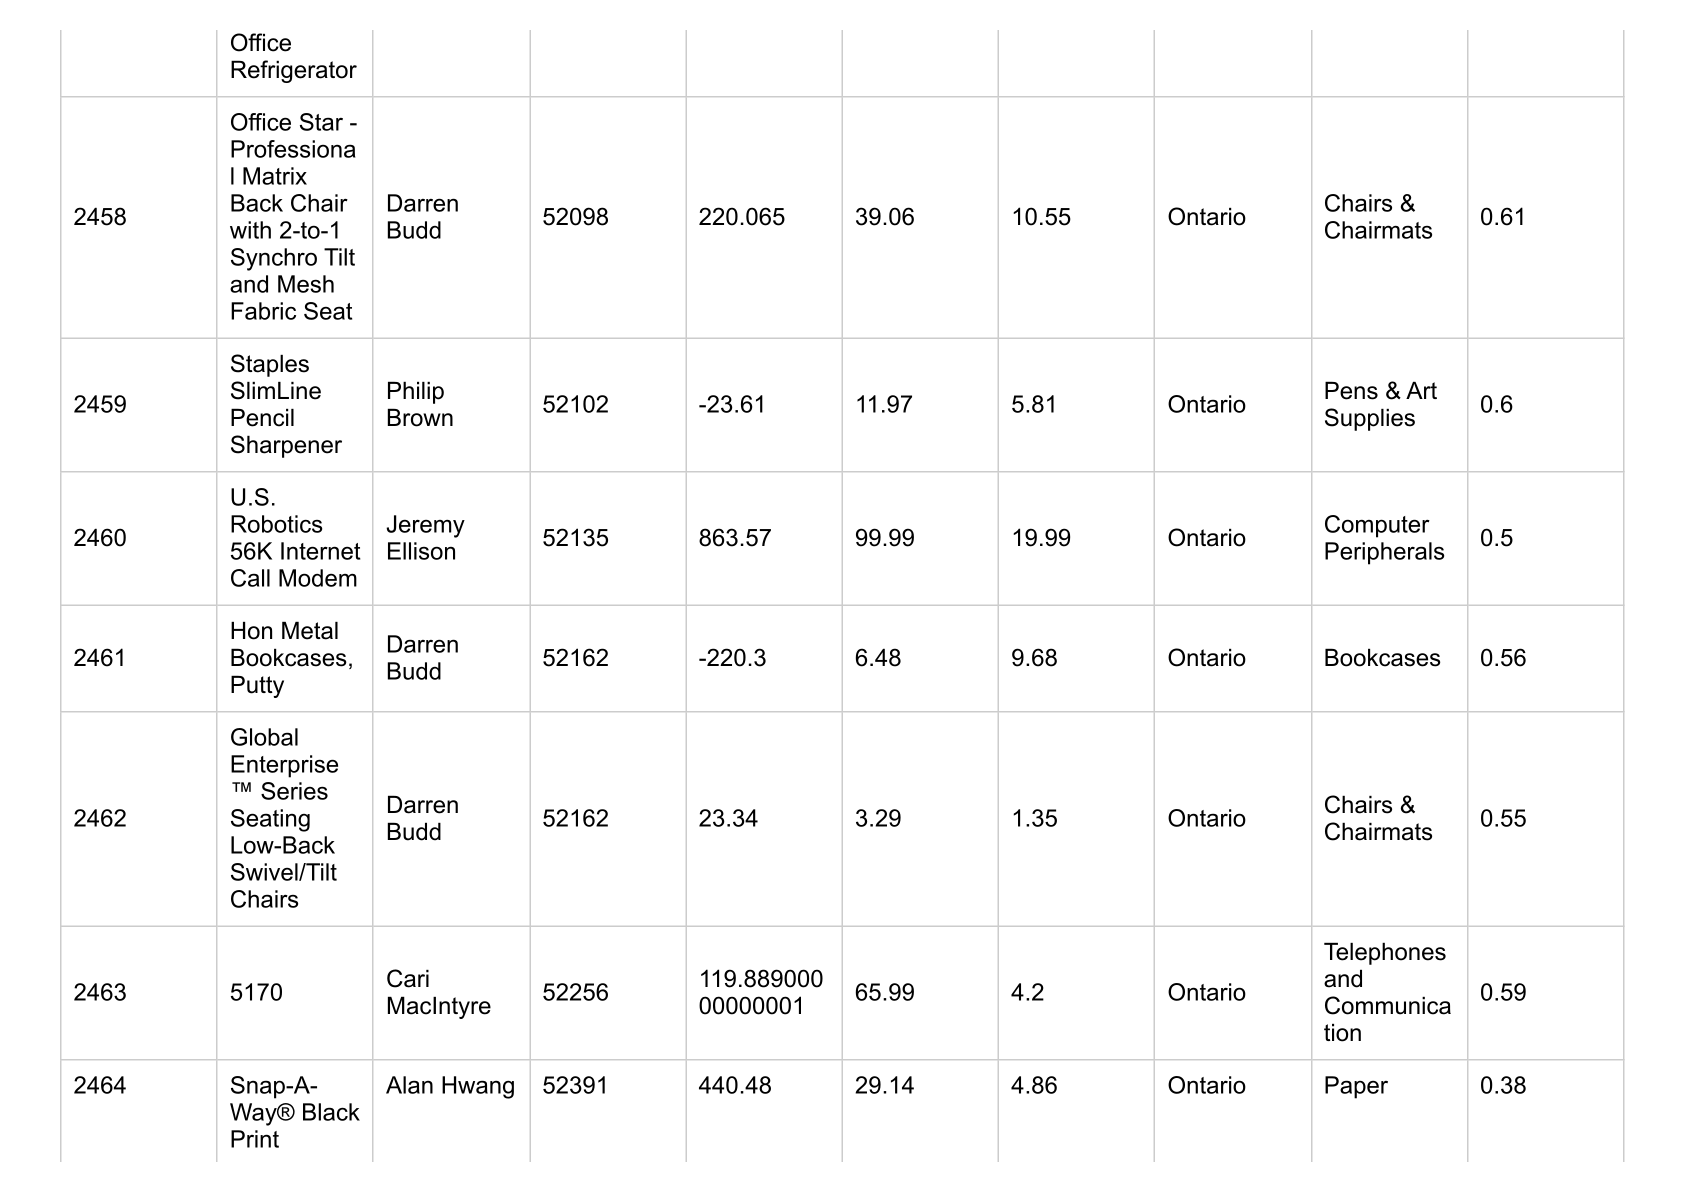 Office
Refrigerator
2458
Office Star -
Professiona
l Matrix
Back Chair
with 2-to-1
Synchro Tilt
and Mesh
Fabric Seat
Darren
Budd
52098
220.065
39.06
10.55
Ontario
Chairs &
Chairmats
0.61
2459
Staples
SlimLine
Pencil
Sharpener
Philip
Brown
52102
-23.61
11.97
5.81
Ontario
Pens & Art
Supplies
0.6
2460
U.S.
Robotics
56K Internet
Call Modem
Jeremy
Ellison
52135
863.57
99.99
19.99
Ontario
Computer
Peripherals
0.5
2461
Hon Metal
Bookcases,
Putty
Darren
Budd
52162
-220.3
6.48
9.68
Ontario
Bookcases
0.56
2462
Global
Enterprise
™ Series
Seating
Low-Back
Swivel/Tilt
Chairs
Darren
Budd
52162
23.34
3.29
1.35
Ontario
Chairs &
Chairmats
0.55
2463
5170
Cari
MacIntyre
52256
119.889000
00000001
65.99
4.2
Ontario
Telephones
and
Communica
tion
0.59
2464
Snap-A-
Way® Black
Print
Alan Hwang
52391
440.48
29.14
4.86
Ontario
Paper
0.38